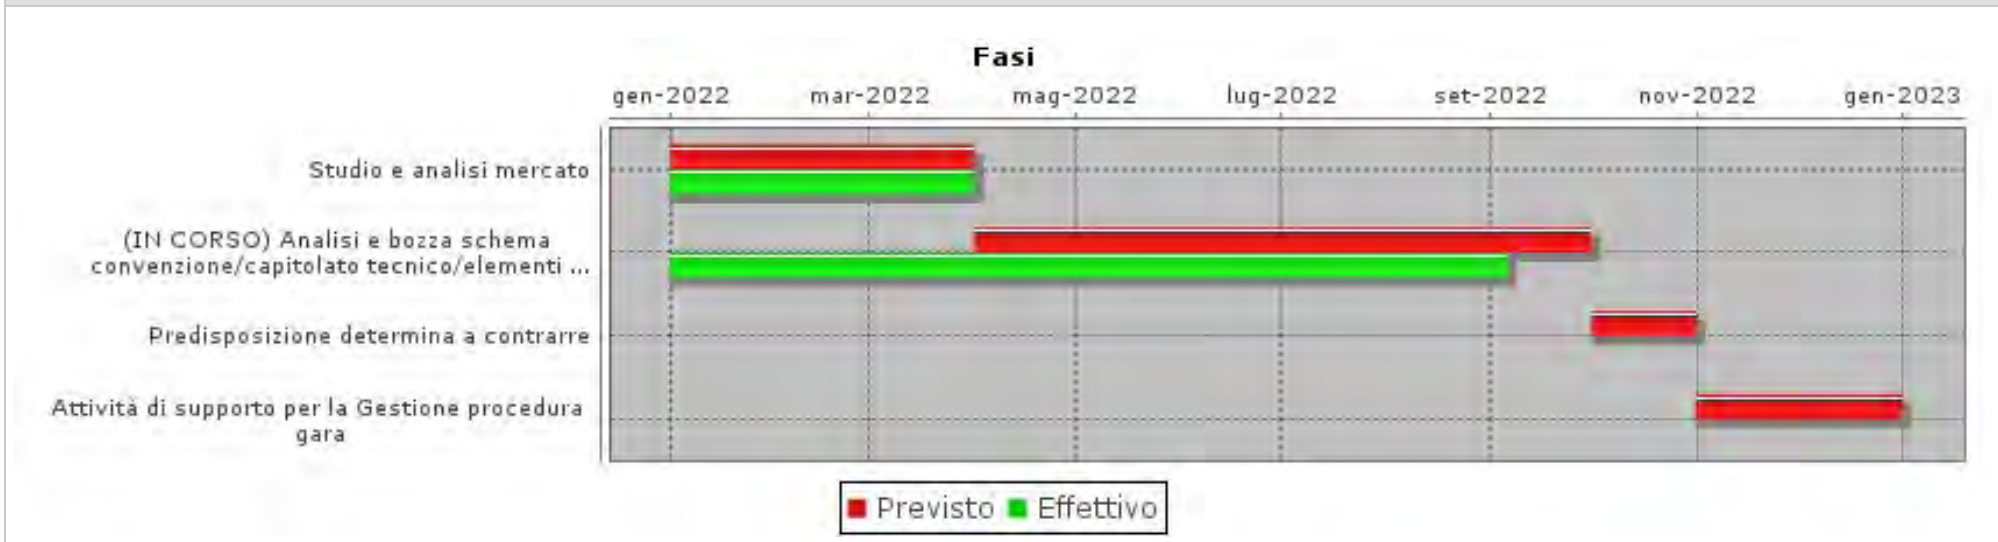 Fasi
gen-2022 mar-2022 mag-2022 lug-2022 set-2022 nov-2022 gen-2023
Studio e analisi mercato
(IN CORSO) Analisi e bozza schema
convenzione/capitolato tecnico/elementi ...
Predisposizione determina a contrarre
Attività di supporto per la Gestione procedura
gara
Previsto Effettivo